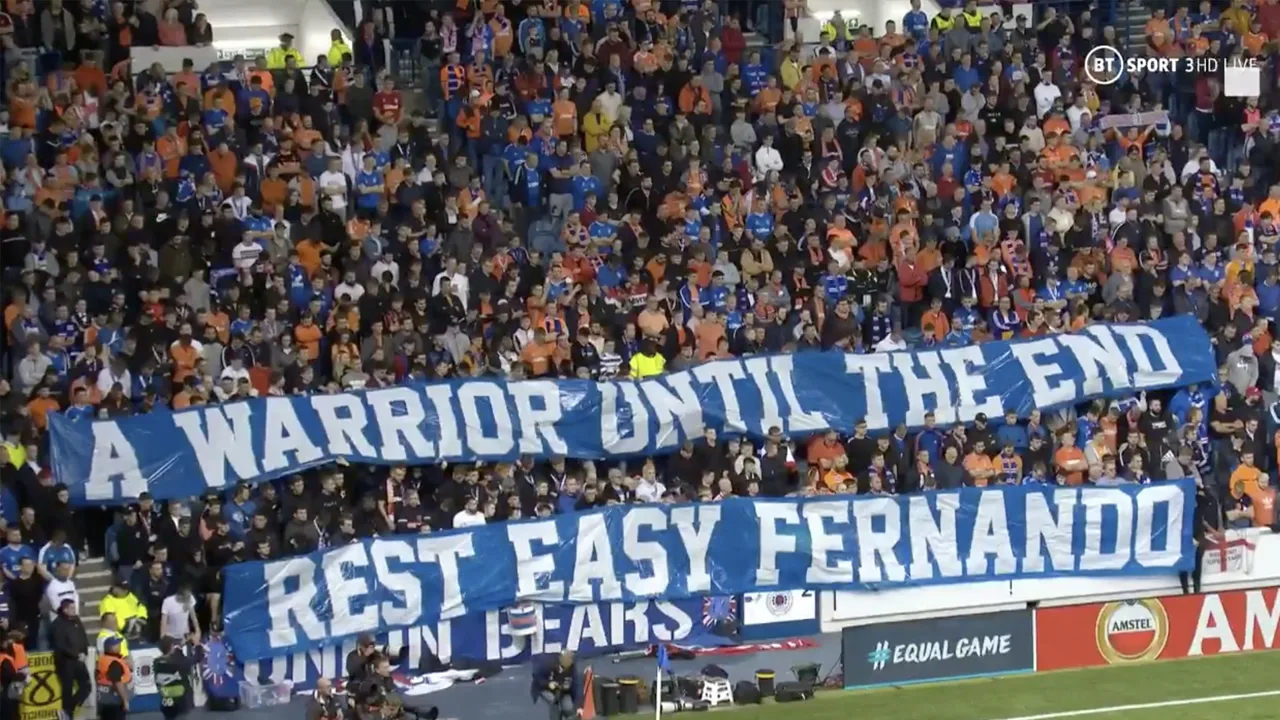 BT SPORT 3HD LIVE
A WARRIOR UNTIL THE END
REST EASY FERNANDO
UNION BEARS
#EQUALGAME
AMSTEL
AM